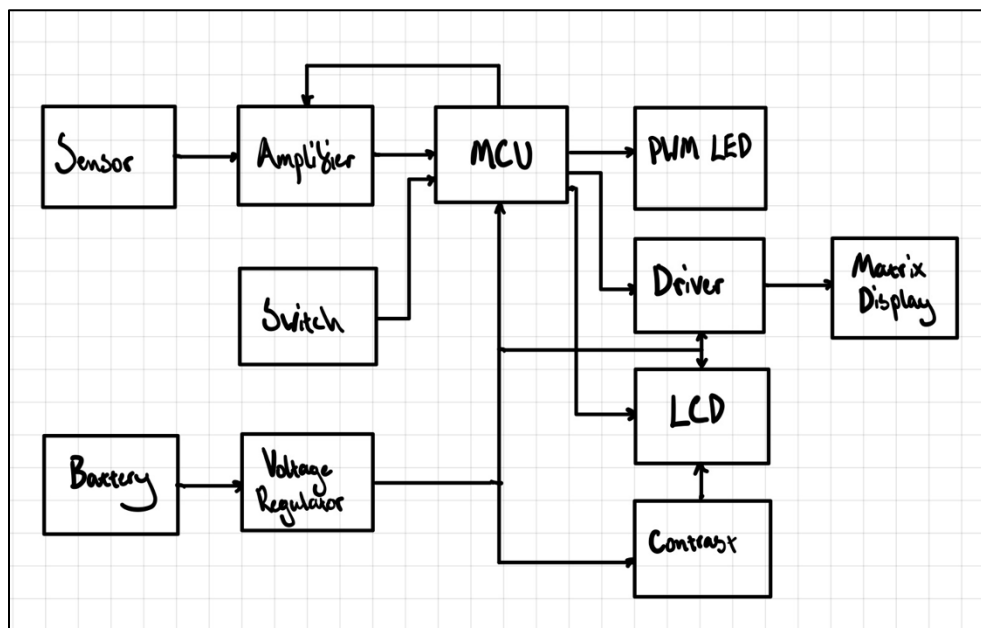 Sensor
Amplifier
MCU
PWM LED
Driver
Matrix
Display
Switch
LCD
Battery
Voltage
Regulator
Contrast